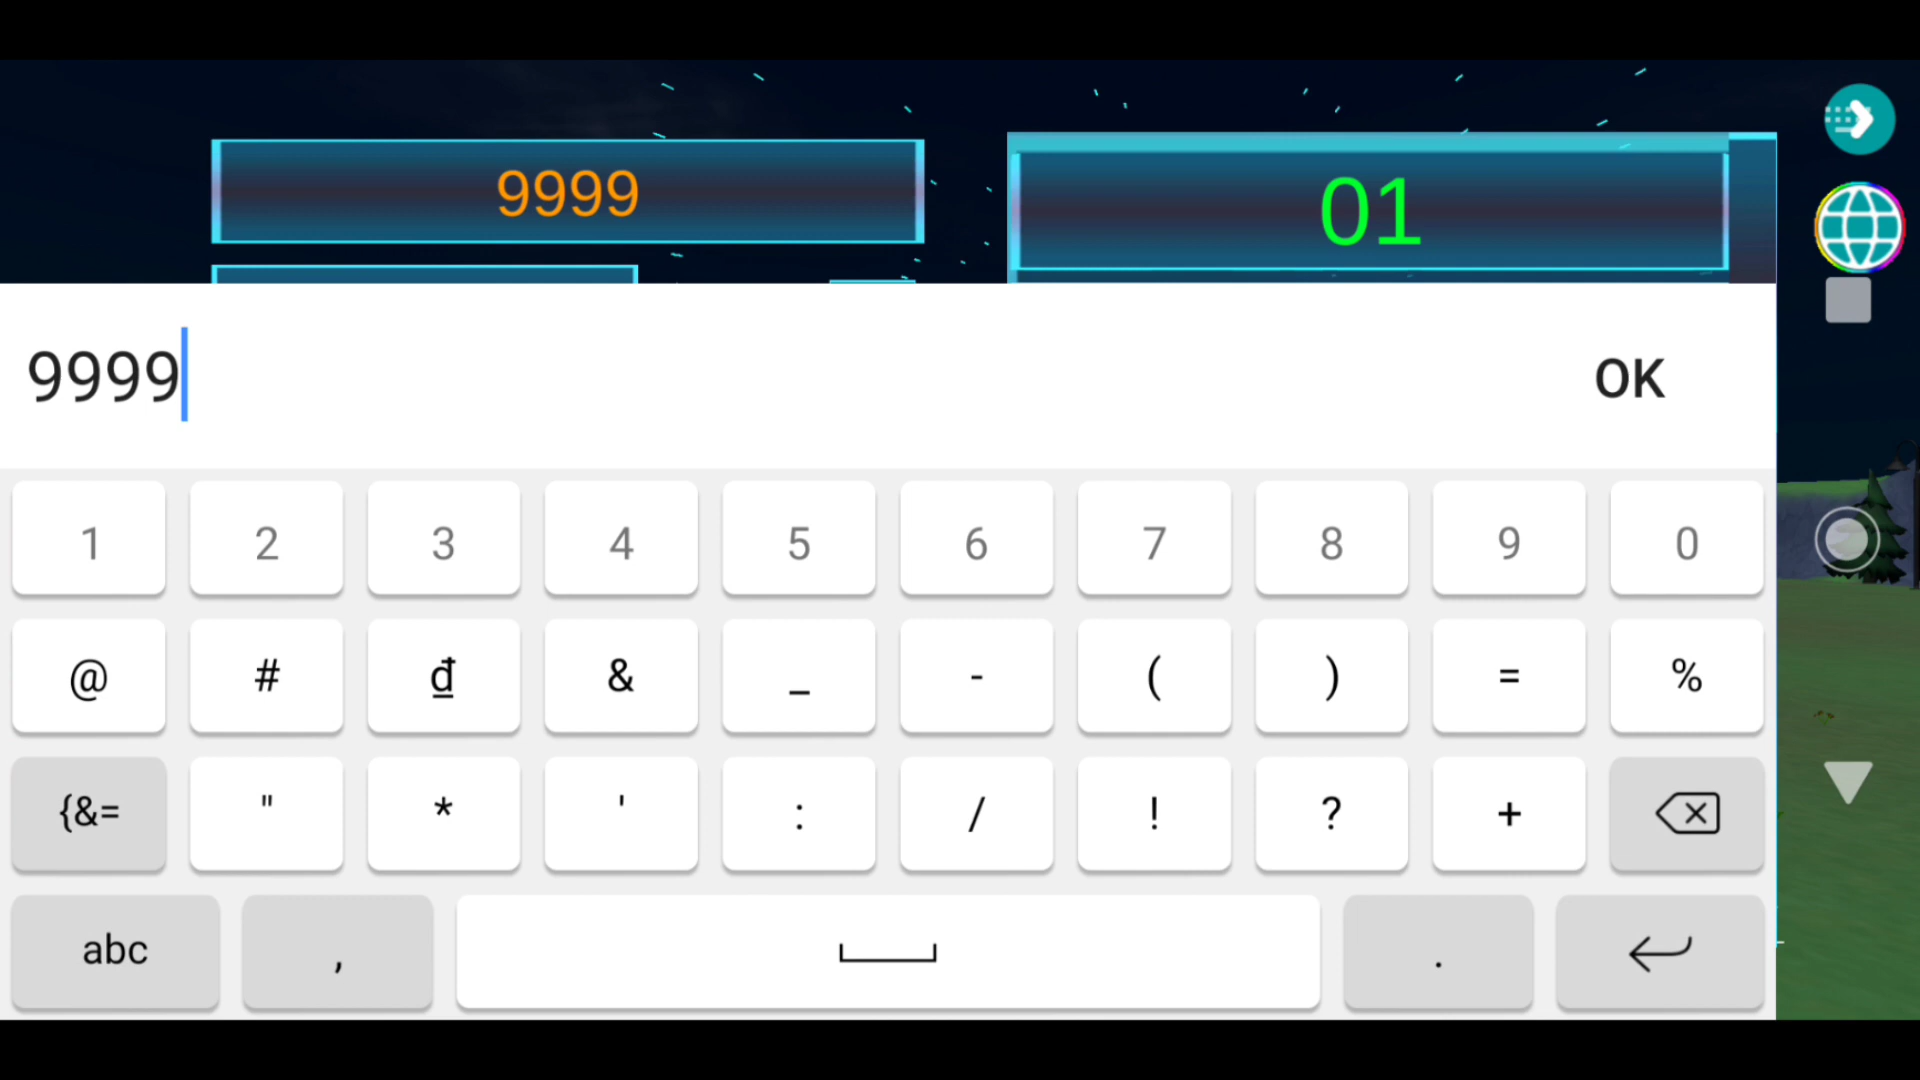 9999
01
9999
OK
1 2 3 4 5 6 7 8 9 0
@ # ₫ & _ - ( ) = %
{&= " * ' : / ! ? +
abc , .